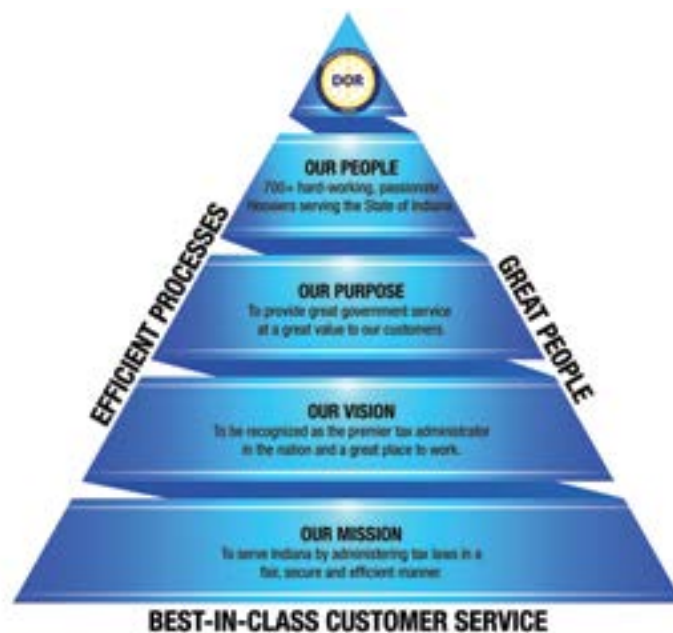 DOR
OUR PEOPLE
700+ hard-working, passionate
Hoosiers serving the State of Indiana
OUR PURPOSE
To provide great government service
at a great value to our customers.
OUR VISION
To be recognized as the premier tax administrator
in the nation and a great place to work.
OUR MISSION
To serve Indiana by administering tax laws in a
fast, secure and efficient manner.
EFFICIENT PROCESSES
GREAT PEOPLE
BEST-IN-CLASS CUSTOMER SERVICE